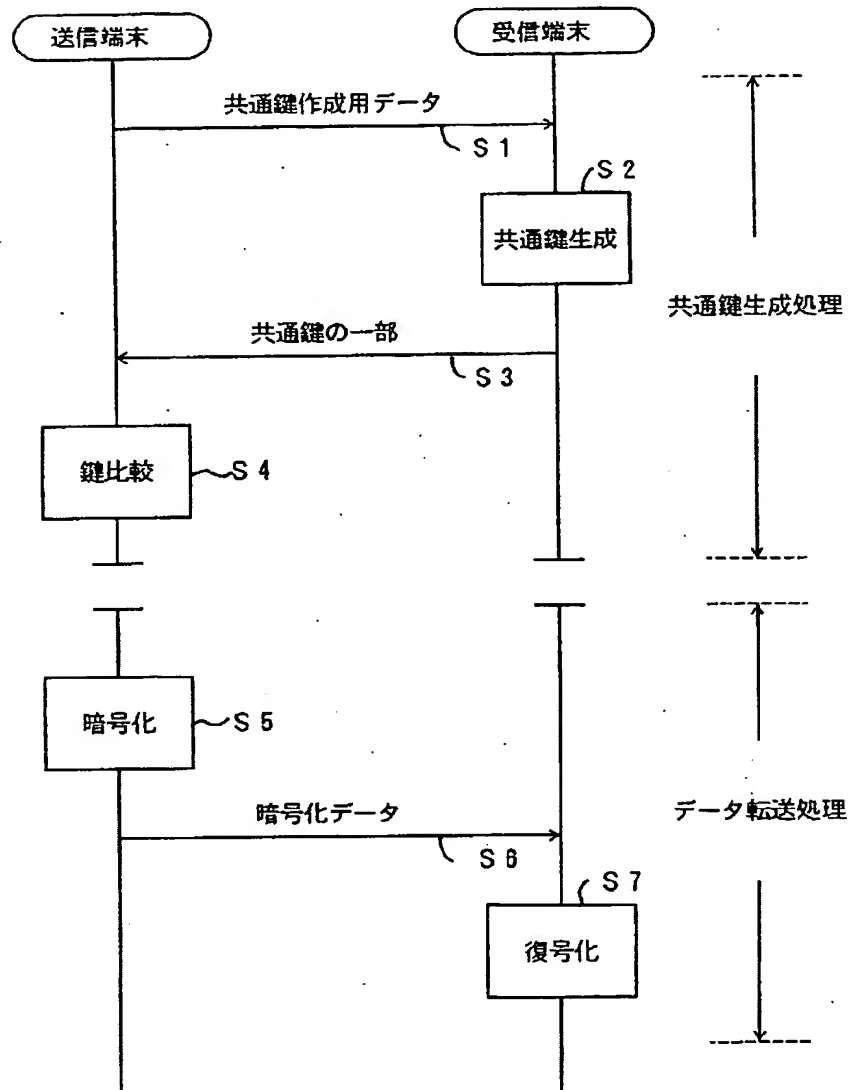 送信端末
受信端末
共通鍵作成用データ
S1
S2
共通鍵生成
共通鍵生成処理
共通鍵の一部
S3
鍵比較
S4
暗号化
S5
データ転送処理
暗号化データ
S6
S7
復号化